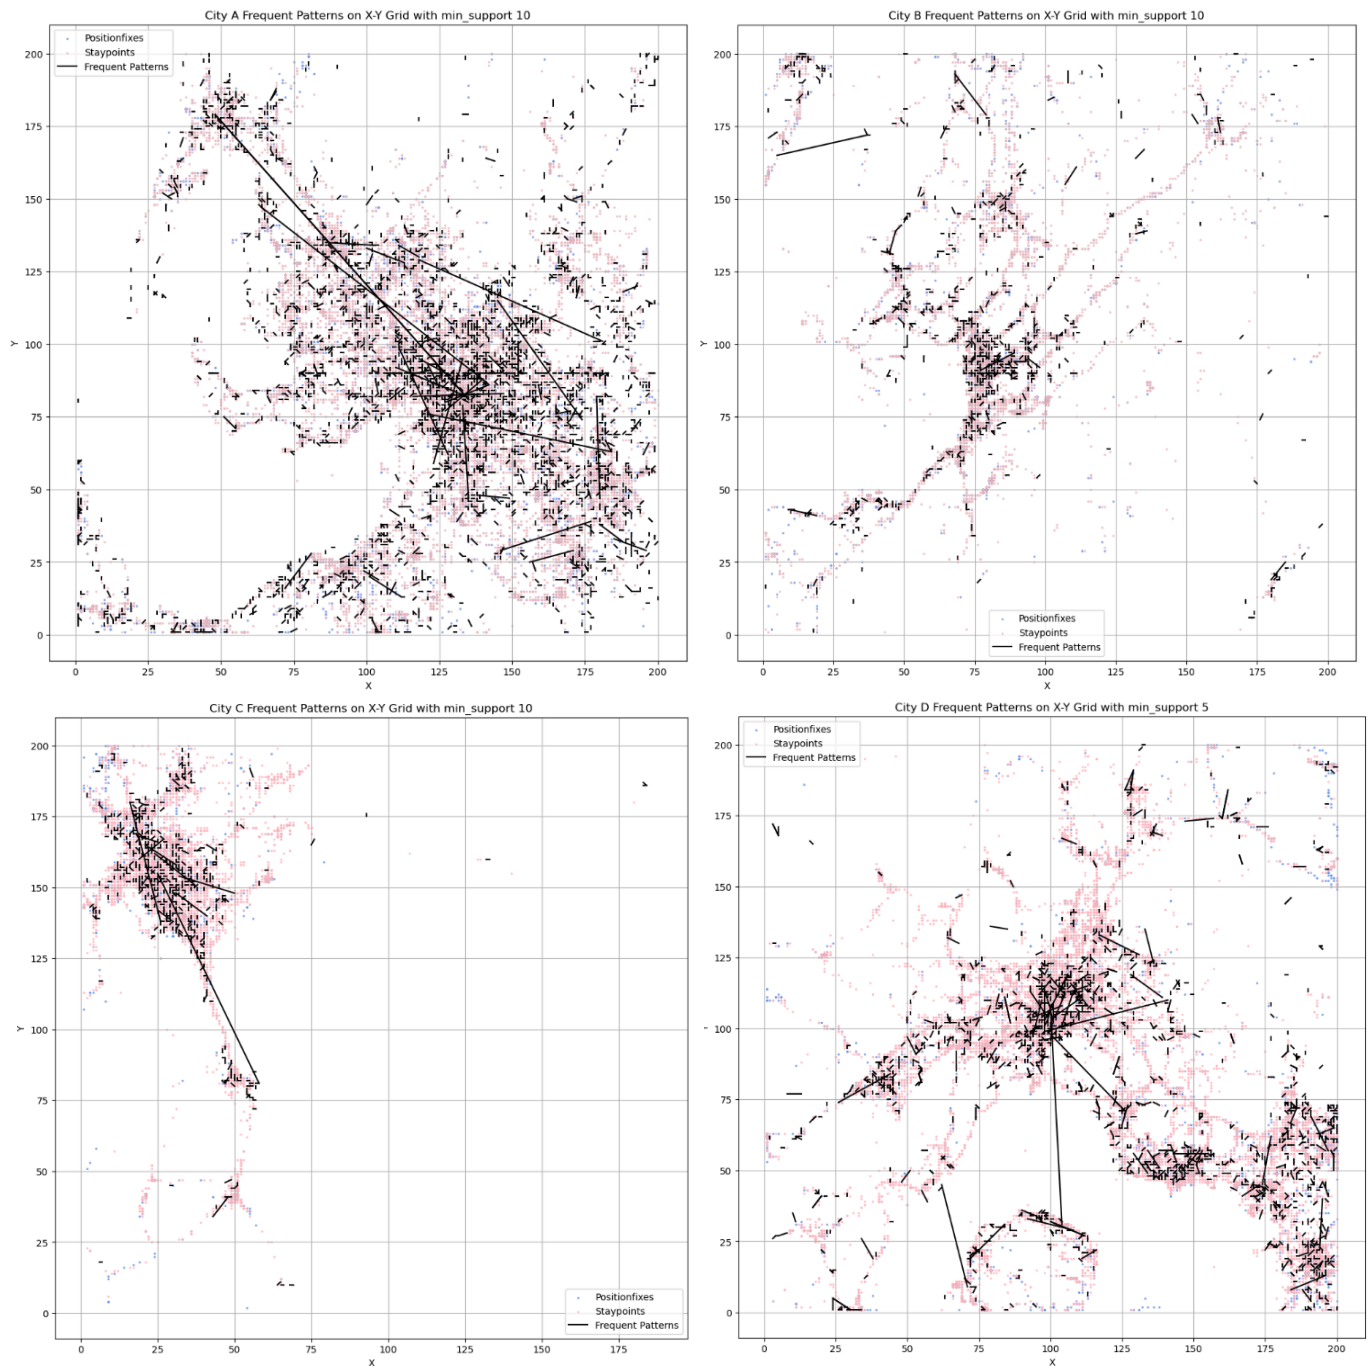 City A Frequent Patterns on X-Y Grid with min_support 10
Positionfixes
Staypoints
Frequent Patterns
200
175
150
125
100
75
50
25
0
Y
0 25 50 75 100 125 150 175 200
X
City B Frequent Patterns on X-Y Grid with min_support 10
200
175
150
125
100
75
50
25
0
Y
Positionfixes
Staypoints
Frequent Patterns
0 25 50 75 100 125 150 175 200
X
City C Frequent Patterns on X-Y Grid with min_support 10
200
175
150
125
100
75
50
25
0
Y
Positionfixes
Staypoints
Frequent Patterns
0 25 50 75 100 125 150 175
X
City D Frequent Patterns on X-Y Grid with min_support 5
Positionfixes
Staypoints
Frequent Patterns
200
175
150
125
100
75
50
25
0
0 25 50 75 100 125 150 175 200
X